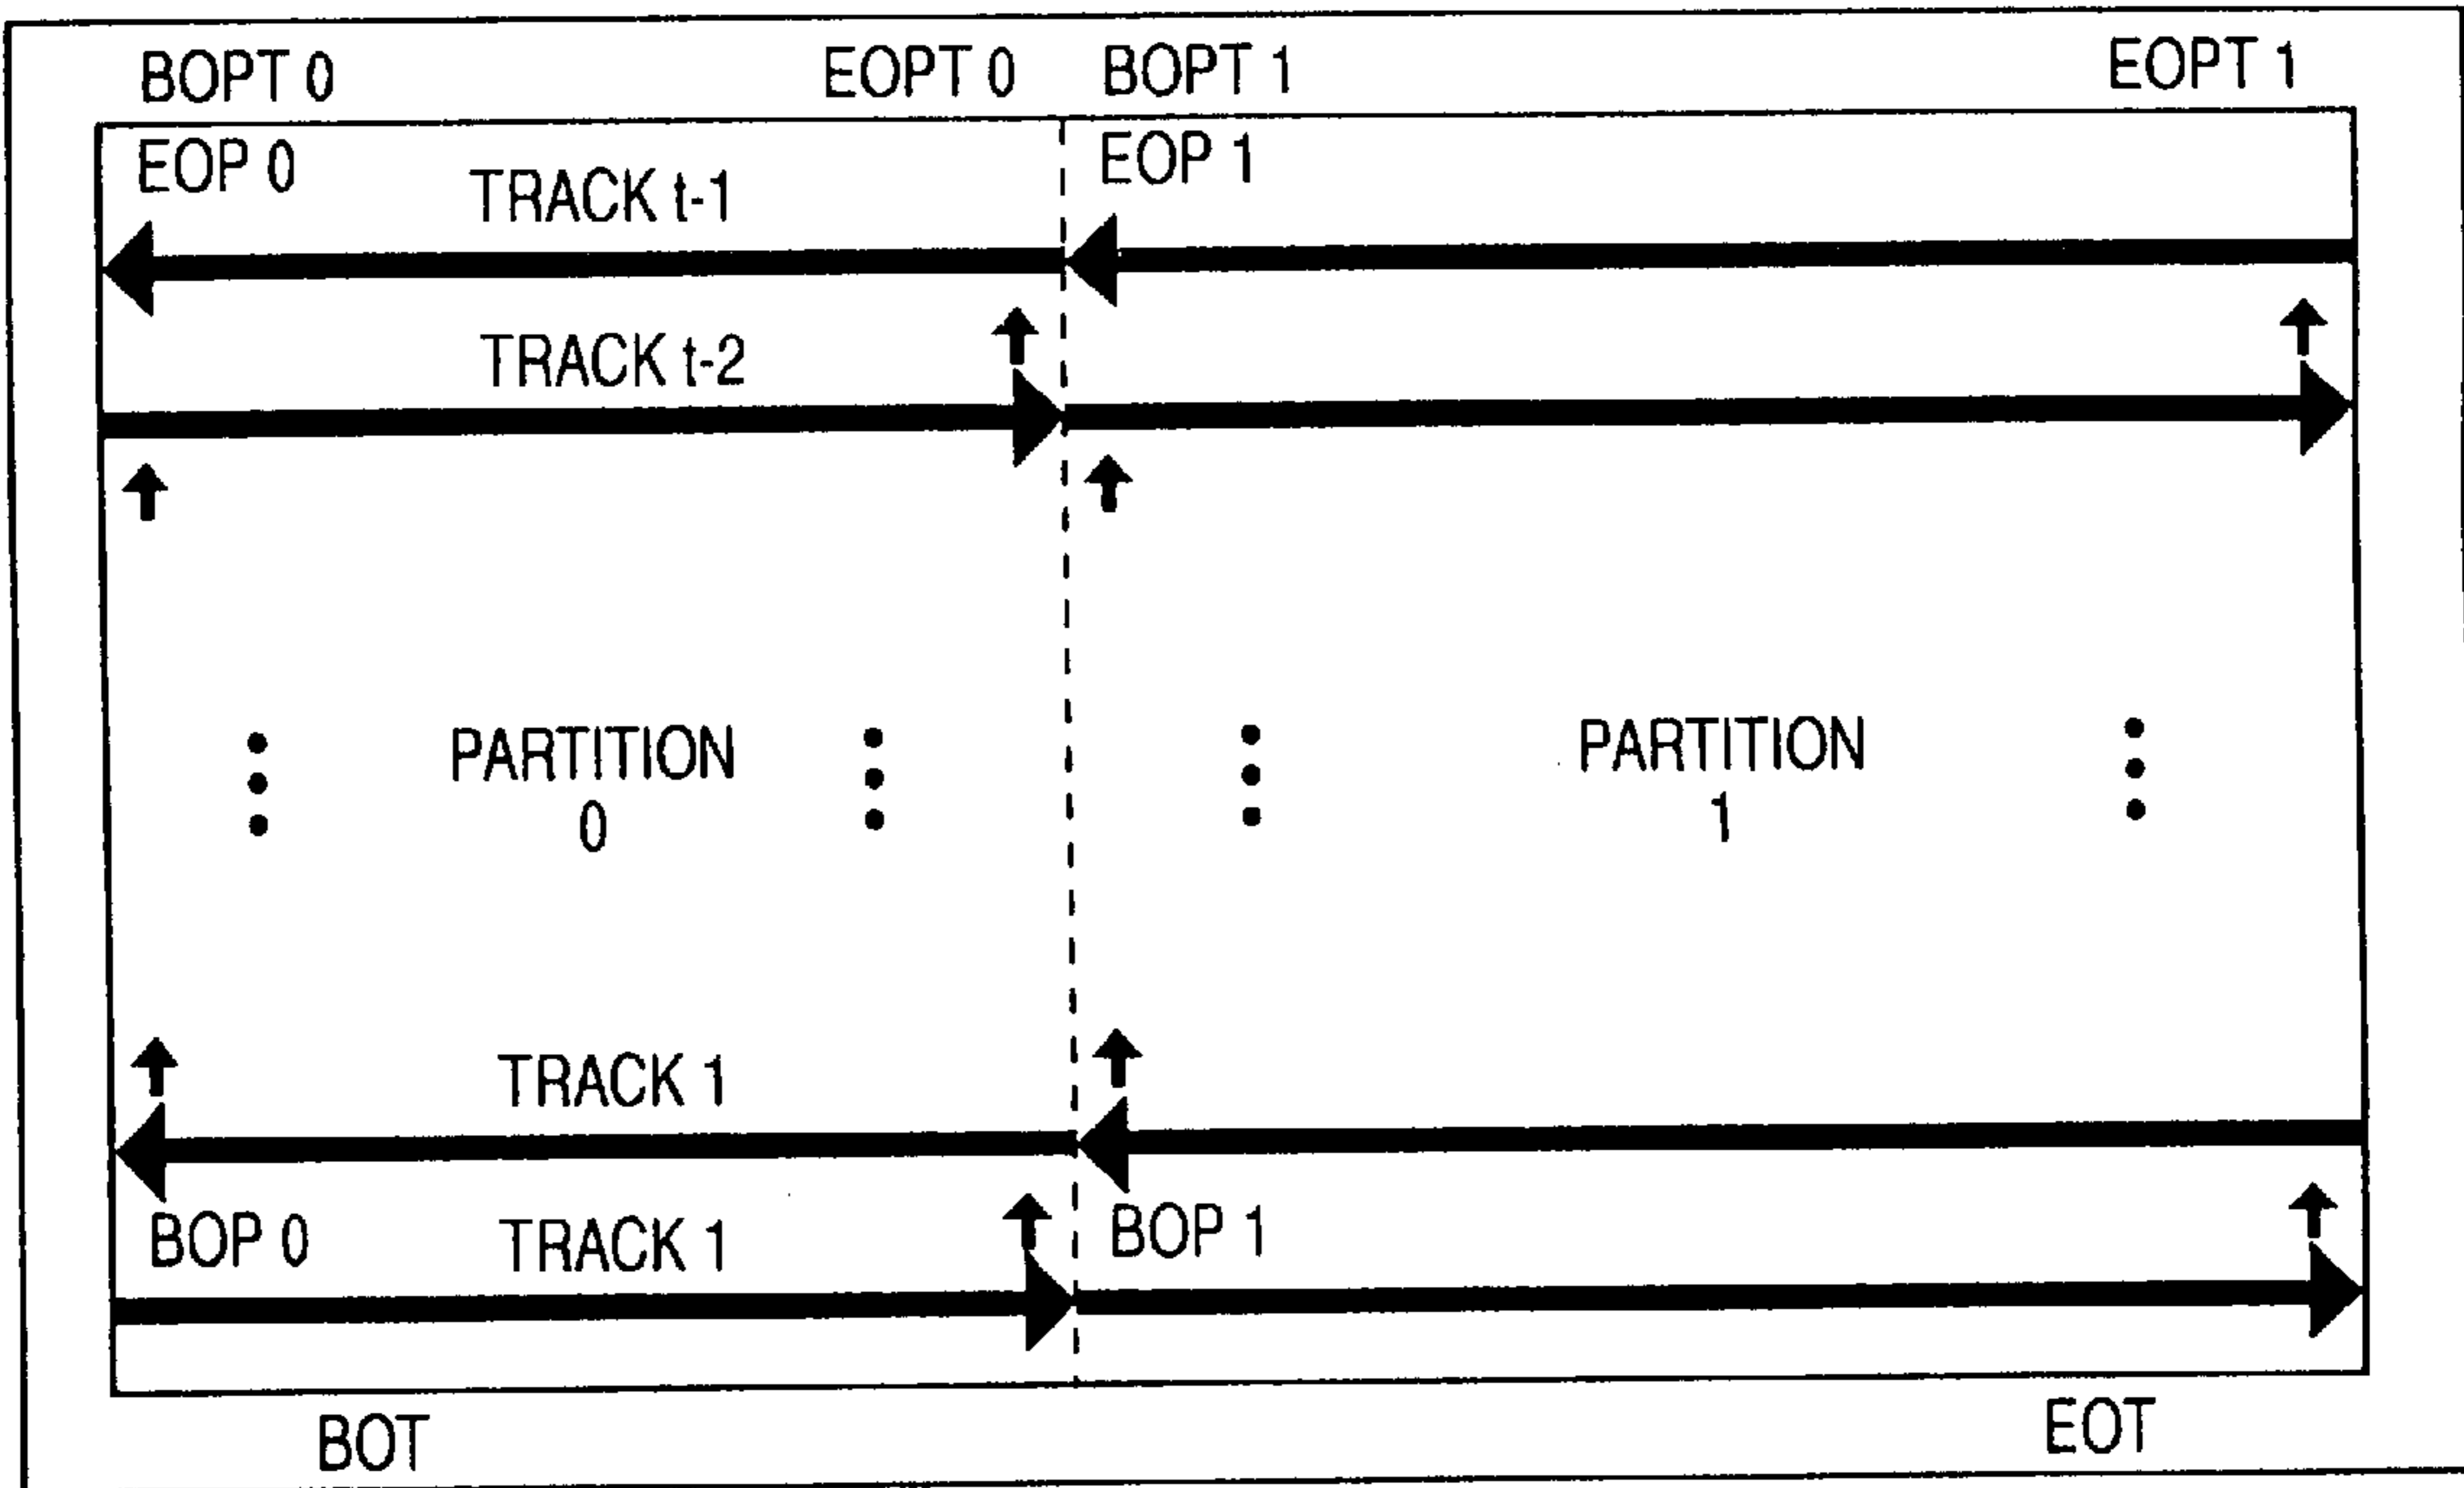 BOPT 0 EOPT 0 BOPT 1 EOPT 1
EOP 0 EOP 1
TRACK t-1
TRACK t-2
PARTITION PARTITION
0 1
TRACK 1
BOP 0 TRACK 1 BOP 1
BOT EOT